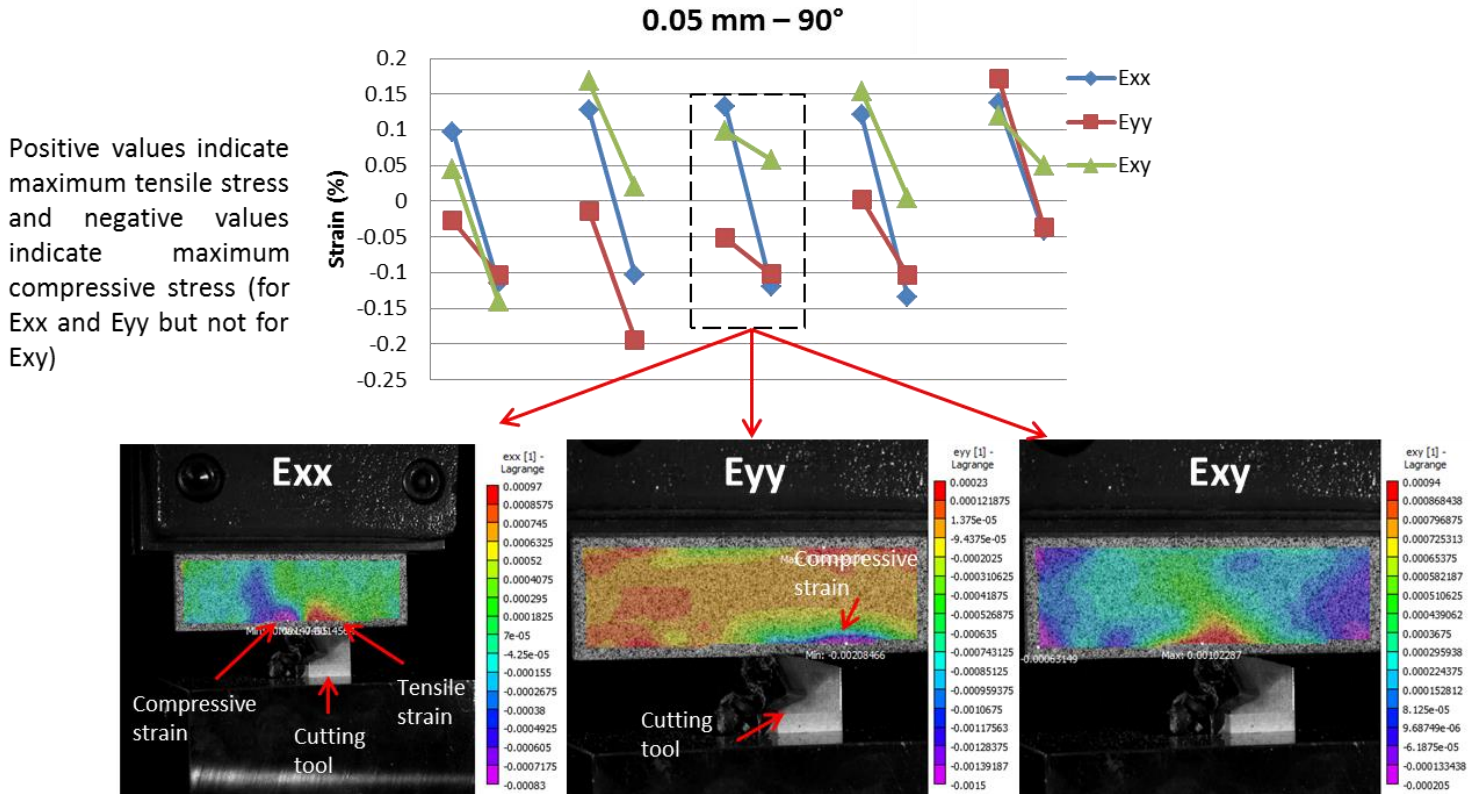 0.05 mm – 90°
Positive values indicate
maximum tensile stress
and negative values
indicate maximum
compressive stress (for
Exx and Eyy but not for
Exy)
Strain (%)
0.2
0.15
0.1
0.05
0
-0.05
-0.1
-0.15
-0.2
-0.25
Exx
Eyy
Exy
Exx
Compressive
strain
Cutting
tool
Tensile
strain
exx [1] -
Lagrange
0.00097
0.0008575
0.000745
0.0006325
0.00052
0.0004075
0.000295
0.0001825
7e-05
-4.25e-05
-0.000155
-0.0002675
-0.00038
-0.0004925
-0.000605
-0.0007175
-0.00083
Eyy
Compressive
strain
Min: -0.00208466
Cutting
tool
eyy [1] -
Lagrange
0.00023
0.000121875
1.375e-05
-9.4375e-05
-0.0002025
-0.000310625
-0.00041875
-0.000526875
-0.000635
-0.000743125
-0.00085125
-0.000959375
-0.0010675
-0.00117563
-0.00128375
-0.00139187
-0.0015
Exy
-0.00063149
Max: 0.00102287
exy [1] -
Lagrange
0.00094
0.000868438
0.000796875
0.000725313
0.00065375
0.000582187
0.000510625
0.000439062
0.0003675
0.000295938
0.000224375
0.000152812
8.125e-05
9.68749e-06
-6.1875e-05
-0.000133438
-0.000205